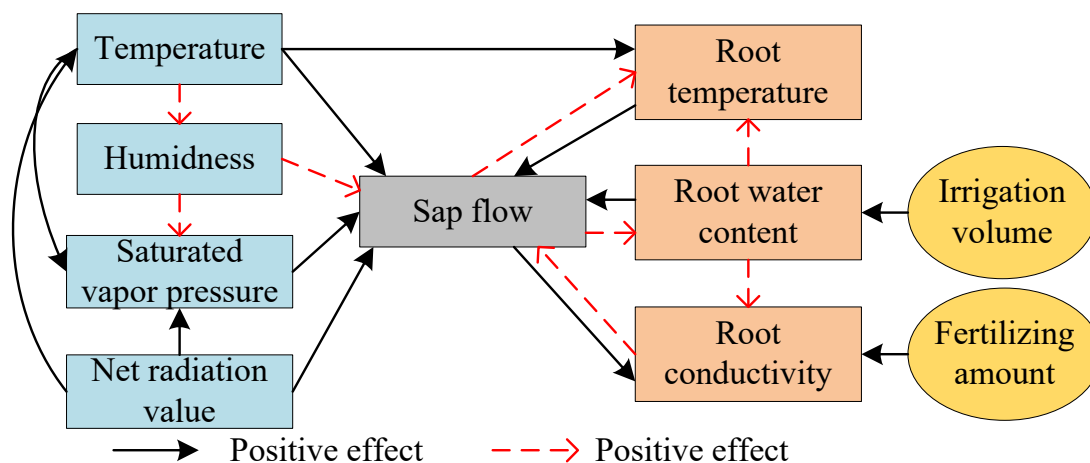 Temperature
Humidness
Saturated
vapor pressure
Net radiation
value
Sap flow
Root
temperature
Root water
content
Root
conductivity
Irrigation
volume
Fertilizing
amount
Positive effect
Positive effect